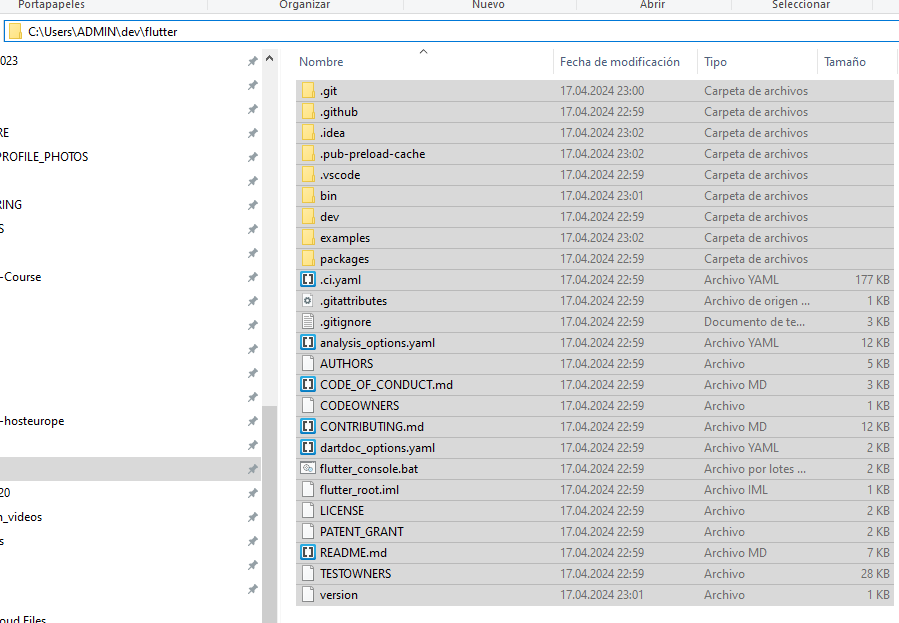 Portapapeles Organizar Nuevo Abrir Seleccionar
C:\Users\ADMIN\dev\flutter
023
RE
PROFILE_PHOTOS
RING
S
-Course
-hosteurope
20
n_videos
s
oud Files
Nombre Fecha de modificación Tipo Tamaño
.git 17.04.2024 23:00 Carpeta de archivos
.github 17.04.2024 22:59 Carpeta de archivos
.idea 17.04.2024 23:02 Carpeta de archivos
.pub-preload-cache 17.04.2024 23:02 Carpeta de archivos
.vscode 17.04.2024 22:59 Carpeta de archivos
bin 17.04.2024 23:01 Carpeta de archivos
dev 17.04.2024 22:59 Carpeta de archivos
examples 17.04.2024 23:02 Carpeta de archivos
packages 17.04.2024 22:59 Carpeta de archivos
.ci.yaml 17.04.2024 22:59 Archivo YAML 177 KB
.gitattributes 17.04.2024 22:59 Archivo de origen ... 1 KB
.gitignore 17.04.2024 22:59 Documento de te... 3 KB
analysis_options.yaml 17.04.2024 22:59 Archivo YAML 12 KB
AUTHORS 17.04.2024 22:59 Archivo 5 KB
CODE_OF_CONDUCT.md 17.04.2024 22:59 Archivo MD 3 KB
CODEOWNERS 17.04.2024 22:59 Archivo 1 KB
CONTRIBUTING.md 17.04.2024 22:59 Archivo MD 12 KB
dartdoc_options.yaml 17.04.2024 22:59 Archivo YAML 2 KB
flutter_console.bat 17.04.2024 22:59 Archivo por lotes ... 2 KB
flutter_root.iml 17.04.2024 22:59 Archivo IML 1 KB
LICENSE 17.04.2024 22:59 Archivo 2 KB
PATENT_GRANT 17.04.2024 22:59 Archivo 2 KB
README.md 17.04.2024 22:59 Archivo MD 7 KB
TESTOWNERS 17.04.2024 22:59 Archivo 28 KB
version 17.04.2024 23:01 Archivo 1 KB